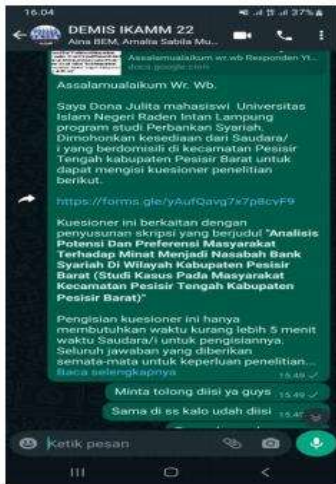 16.04
37%
DEMIS IKAMM 22
Aina BEM, Amalia Sabila Mu...
Assalamualaikum wr.wb Responden Yt...
docs.google.com
Assalamualaikum Wr. Wb.
Saya Dona Julita mahasiswi Universitas
Islam Negeri Raden Intan Lampung
program studi Perbankan Syariah.
Dimohonkan kesediaan dari Saudara/
i yang berdomisili di kecamatan Pesisir
Tengah kabupaten Pesisir Barat untuk
dapat mengisi kuesioner penelitian
berikut.
https://forms.gle/yAufQavg7x7p8cvF9
Kuesioner ini berkaitan dengan
penyusunan skripsi yang berjudul "Analisis
Potensi Dan Preferensi Masyarakat
Terhadap Minat Menjadi Nasabah Bank
Syariah Di Wilayah Kabupaten Pesisir
Barat (Studi Kasus Pada Masyarakat
Kecamatan Pesisir Tengah Kabupaten
Pesisir Barat)"
Pengisian kuesioner ini hanya
membutuhkan waktu kurang lebih 5 menit
waktu Saudara/i untuk pengisiannya.
Seluruh jawaban yang diberikan
semata-mata untuk keperluan penelitian...
Baca selengkapnya
15.49
Minta tolong diisi ya guys 15.49
Sama di ss kalo udah diisi
Ketik pesan